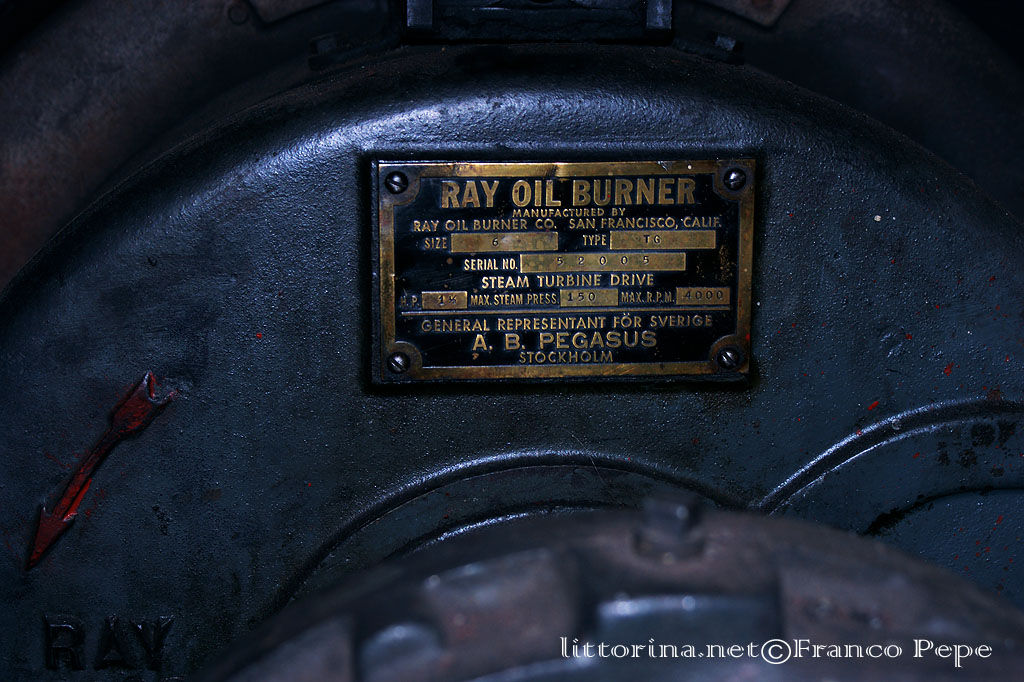 RAY OIL BURNER
MANUFACTURED BY
RAY OIL BURNER CO. SAN FRANCISCO, CALIF.
SIZE 6 TYPE TG
SERIAL NO. 52005
STEAM TURBINE DRIVE
H.P. MAX. STEAM PRESS. 150 MAX. R.P.M. 4000
GENERAL REPRESENTANT FÖR SVERIGE
A. B. PEGASUS
STOCKHOLM
RAY
littorina.net©Franco Pepe